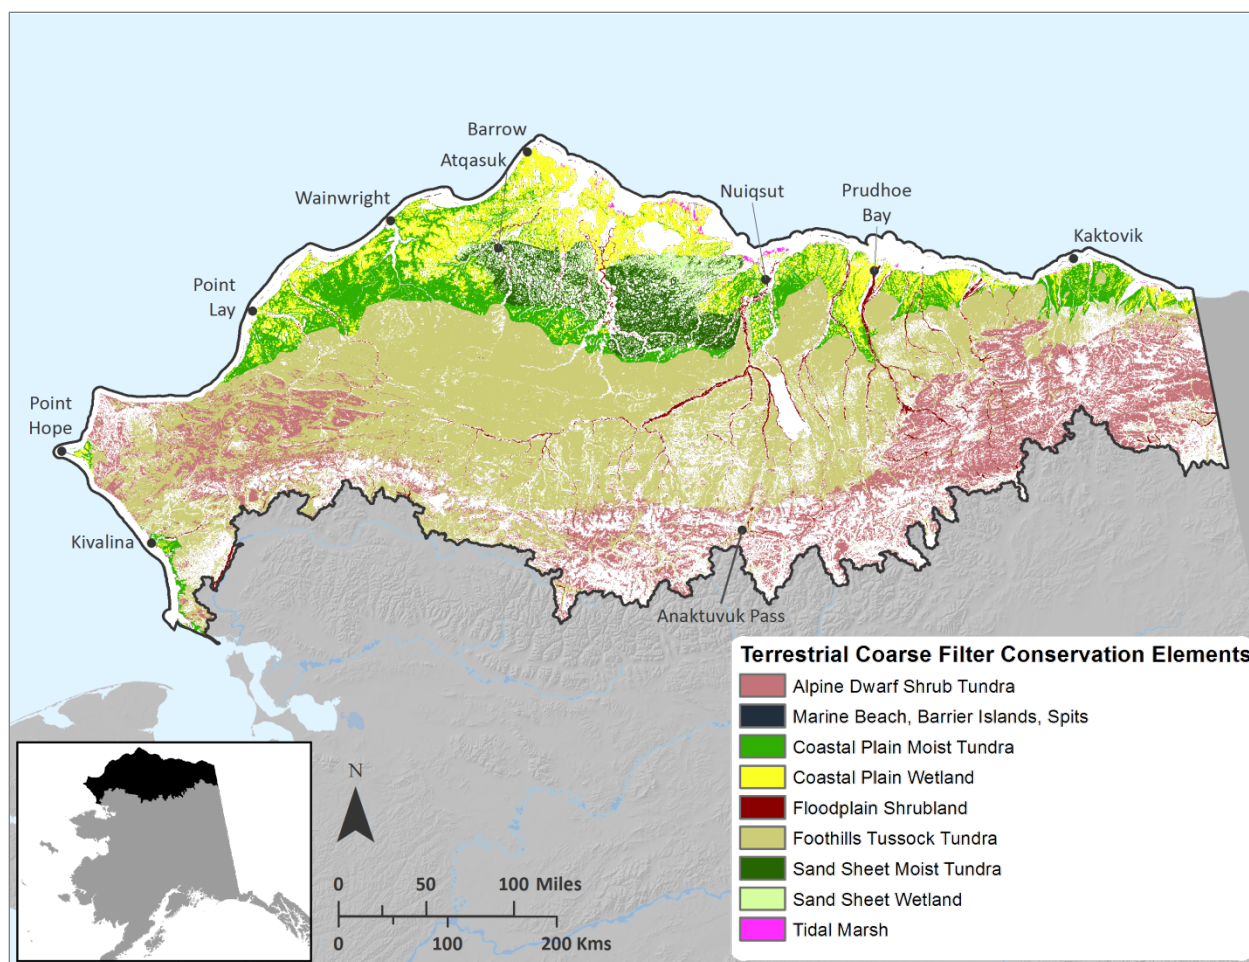 Barrow
Atqasuk
Wainwright
Nuiqsut
Prudhoe
Bay
Kaktovik
Point
Lay
Point
Hope
Kivalina
Anaktuvuk Pass
Terrestrial Coarse Filter Conservation Elements
Alpine Dwarf Shrub Tundra
Marine Beach, Barrier Islands, Spits
Coastal Plain Moist Tundra
Coastal Plain Wetland
Floodplain Shrubland
Foothills Tussock Tundra
Sand Sheet Moist Tundra
Sand Sheet Wetland
Tidal Marsh
N
0 50 100 Miles
0 100 200 Kms